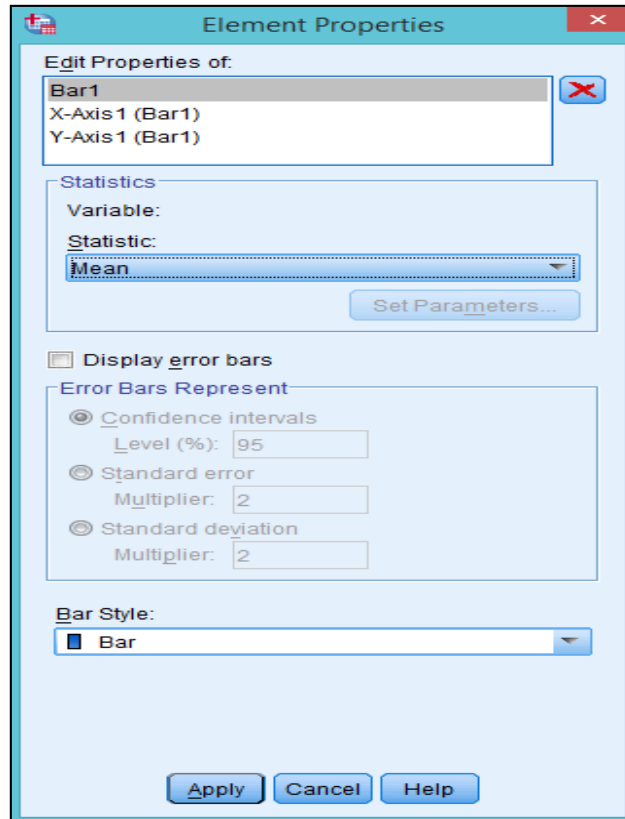 Element Properties
Edit Properties of:
Bar1
X-Axis1 (Bar1)
Y-Axis1 (Bar1)
Statistics
Variable:
Statistic:
Mean
Set Parameters...
Display error bars
Error Bars Represent
Confidence intervals
Level (%): 95
Standard error
Multiplier: 2
Standard deviation
Multiplier: 2
Bar Style:
Bar
Apply Cancel Help